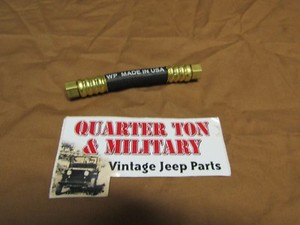 WP MADE IN USA
QUARTER TON
& MILITARY
Vintage Jeep Parts